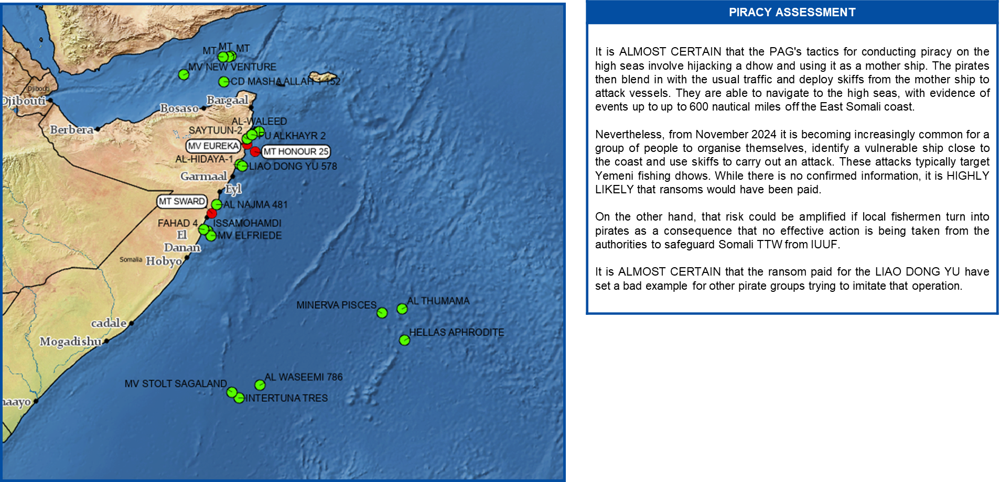 MT
MT
MT
MV NEW VENTURE
CD MASHA ALLAH 1152
Djibouti
Djibouti
Bargaal
Bosaso
Berbera
AL-WALEED
SAYTUUN-2
FU ALKHAYR 2
MV EUREKA
MT HONOUR 25
AL-HIDAYA-1
LIAO DONG YU 578
Garmaal
Eyl
MT SWARD
AL NAJMA 481
FAHAD 4
ISSAMOHAMDI
El
Danan
MV ELFRIEDE
Somalia
Hobyo
MINERVA PISCES
AL THUMAMA
cadale
HELLAS APHRODITE
Mogadishu
AL WASEEMI 786
MV STOLT SAGALAND
INTERTUNA TRES
naayo
PIRACY ASSESSMENT
It is ALMOST CERTAIN that the PAG's tactics for conducting piracy on the
high seas involve hijacking a dhow and using it as a mother ship. The pirates
then blend in with the usual traffic and deploy skiffs from the mother ship to
attack vessels. They are able to navigate to the high seas, with evidence of
events up to up to 600 nautical miles off the East Somali coast.
Nevertheless, from November 2024 it is becoming increasingly common for a
group of people to organise themselves, identify a vulnerable ship close to
the coast and use skiffs to carry out an attack. These attacks typically target
Yemeni fishing dhows. While there is no confirmed information, it is HIGHLY
LIKELY that ransoms would have been paid.
On the other hand, that risk could be amplified if local fishermen turn into
pirates as a consequence that no effective action is being taken from the
authorities to safeguard Somali TTW from IUUF.
It is ALMOST CERTAIN that the ransom paid for the LIAO DONG YU have
set a bad example for other pirate groups trying to imitate that operation.